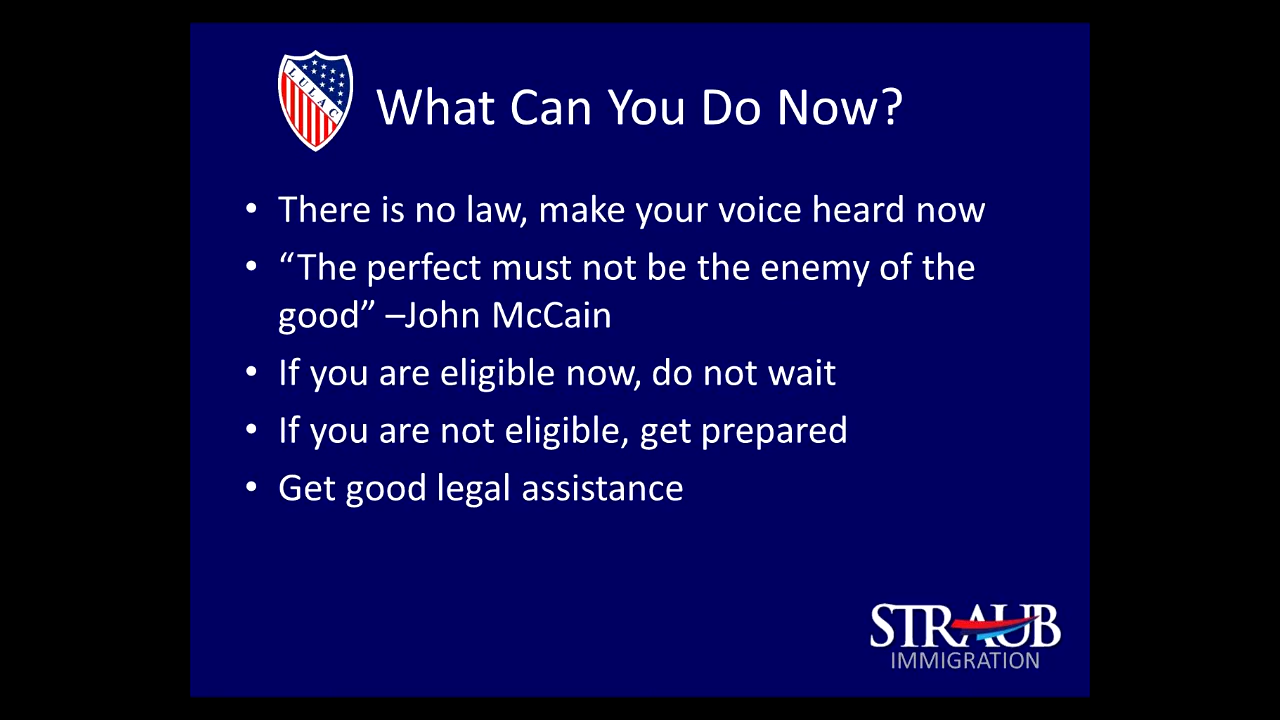 LULAC
What Can You Do Now?
• There is no law, make your voice heard now
• “The perfect must not be the enemy of the
good” –John McCain
• If you are eligible now, do not wait
• If you are not eligible, get prepared
• Get good legal assistance
STRAUB
IMMIGRATION